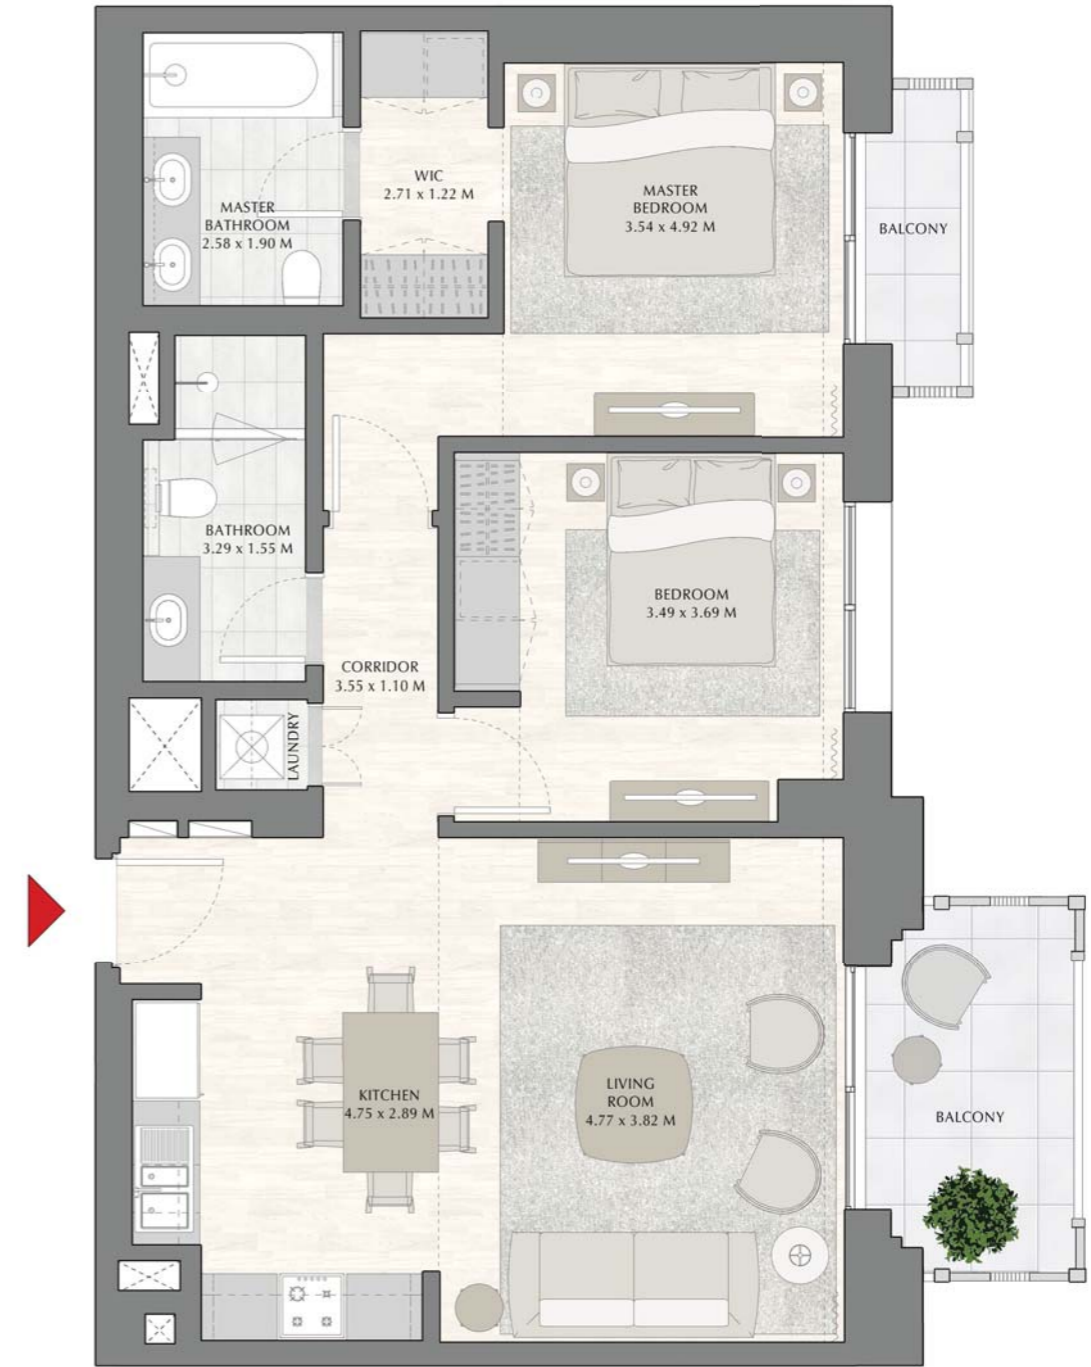 WIC
2.71 x 1.22 M
MASTER
BEDROOM
3.54 x 4.92 M
BALCONY
MASTER
BATHROOM
2.58 x 1.90 M
BATHROOM
3.29 x 1.55 M
BEDROOM
3.49 x 3.69 M
CORRIDOR
3.55 x 1.10 M
LAUNDRY
KITCHEN
4.75 x 2.89 M
LIVING
ROOM
4.77 x 3.82 M
BALCONY